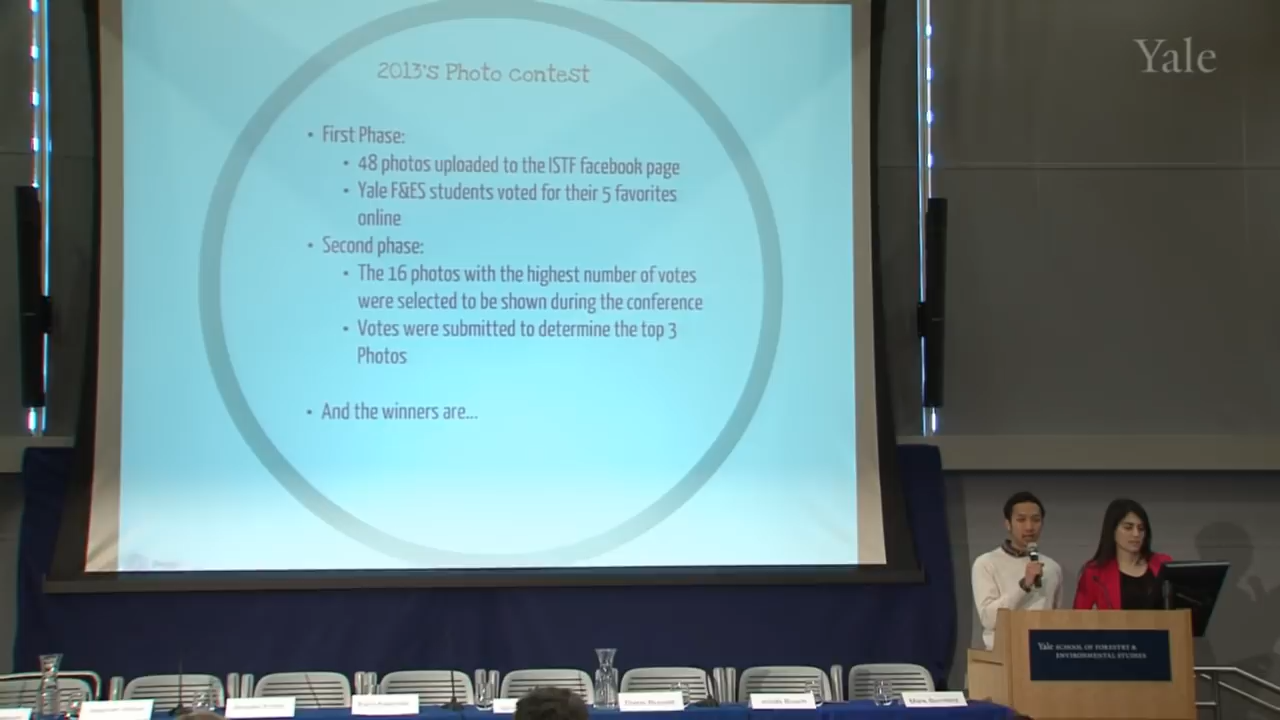 Yale
2013's Photo contest
• First Phase:
• 48 photos uploaded to the ISTF facebook page
• Yale F&ES students voted for their 5 favorites
online
• Second phase:
• The 16 photos with the highest number of votes
were selected to be shown during the conference
• Votes were submitted to determine the top 3
Photos
• And the winners are...
Yale SCHOOL OF FORESTRY &
ENVIRONMENTAL STUDIES